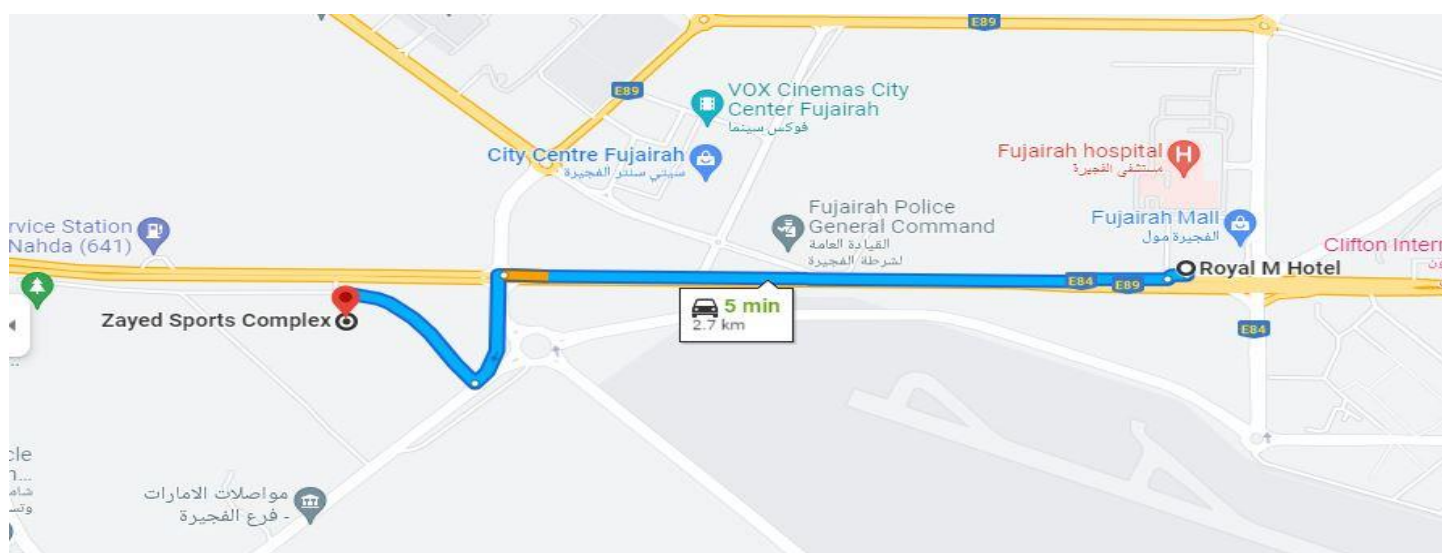 E89
E89
VOX Cinemas City
Center Fujairah
فوكس سينما
City Centre Fujairah
سيتي سنتر الفجيرة
Fujairah hospital
مستشفى الفجيرة
H
Fujairah Police
General Command
القيادة العامة
لشرطة الفجيرة
Fujairah Mall
الفجيرة مول
rvice Station
Nahda (641)
Clifton Intern
Royal M Hotel
E84
E89
5 min
2.7 km
Zayed Sports Complex
E84
مواصلات الامارات
- فرع الفجيرة